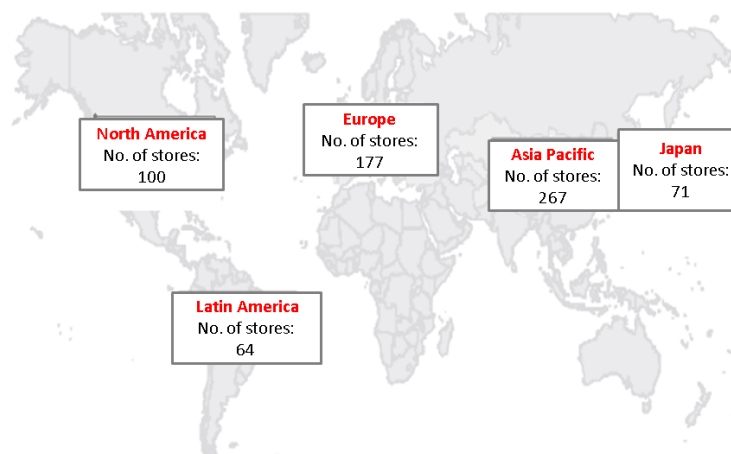 North America
No. of stores:
100
Europe
No. of stores:
177
Asia Pacific
No. of stores:
267
Japan
No. of stores:
71
Latin America
No. of stores:
64